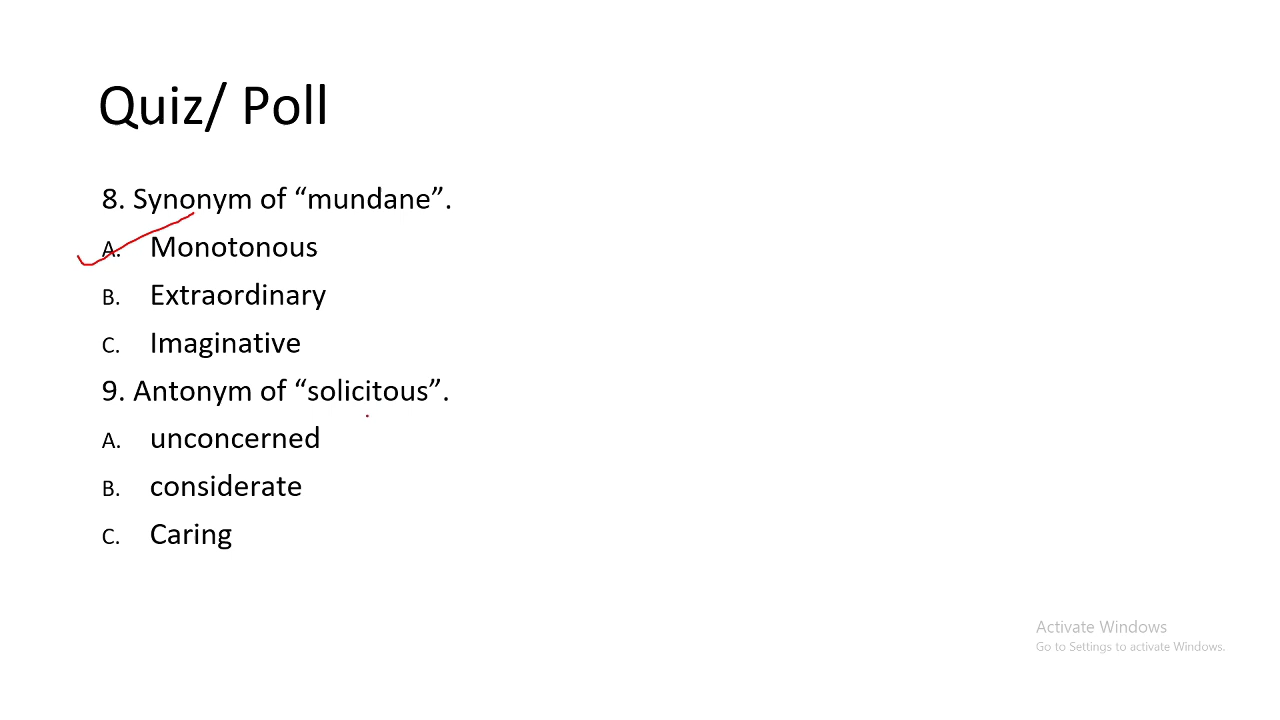 Quiz/ Poll
8. Synonym of “mundane”.
A. Monotonous
B. Extraordinary
C. Imaginative
9. Antonym of “solicitous”.
A. unconcerned
B. considerate
C. Caring
Activate Windows
Go to Settings to activate Windows.